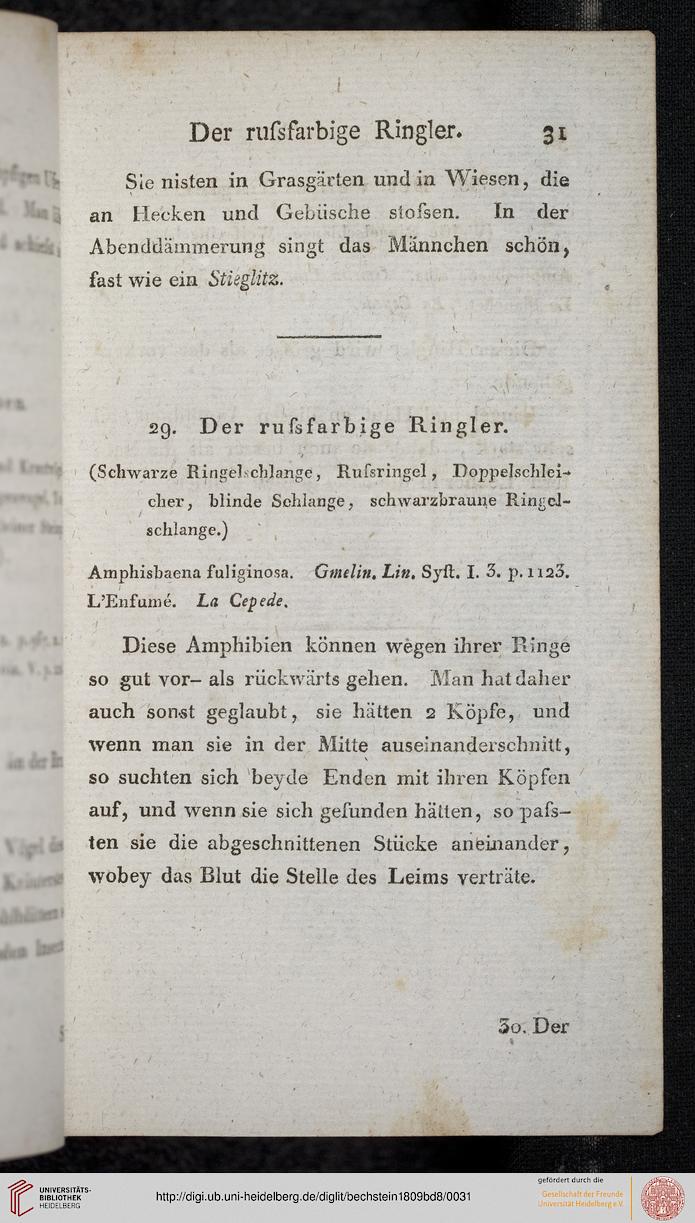 Der ruſsfarbige Ringler. 31
Sie nisten in Grasgärten und in Wiesen, die
an Hecken und Gebüsche stoſsen. In der
Abenddämmerung singt das Männchen schön,
fast wie ein Stieglitz.
29. Der ruſsfarbige Ringler.
(Schwarze Ringelschlange, Ruſsringel, Doppelschlei-
cher, blinde Schlange, schwarzbraune Ringel-
schlange.)
Amphisbaena fuliginosa. Gmelin. Lin. Syſt. I. 3. p. 1123.
L'Enfumé. La Cepede.
Diese Amphibien können wegen ihrer Ringe
so gut vor- als rückwärts gehen. Man hat daher
auch sonst geglaubt, sie hätten 2 Köpfe, und
wenn man sie in der Mitte auseinanderschnitt,
so suchten sich beyde Enden mit ihren Köpfen
auf, und wenn sie sich gefunden hätten, so paſs-
ten sie die abgeschnittenen Stücke aneinander,
wobey das Blut die Stelle des Leims verträte.
30. Der
UNIVERSITÄTS-
BIBLIOTHEK
HEIDELBERG
http://digi.ub.uni-heidelberg.de/diglit/bechstein1809bd8/0031
gefördert durch die
Gesellschaft der Freunde
Universität Heidelberg e.V.